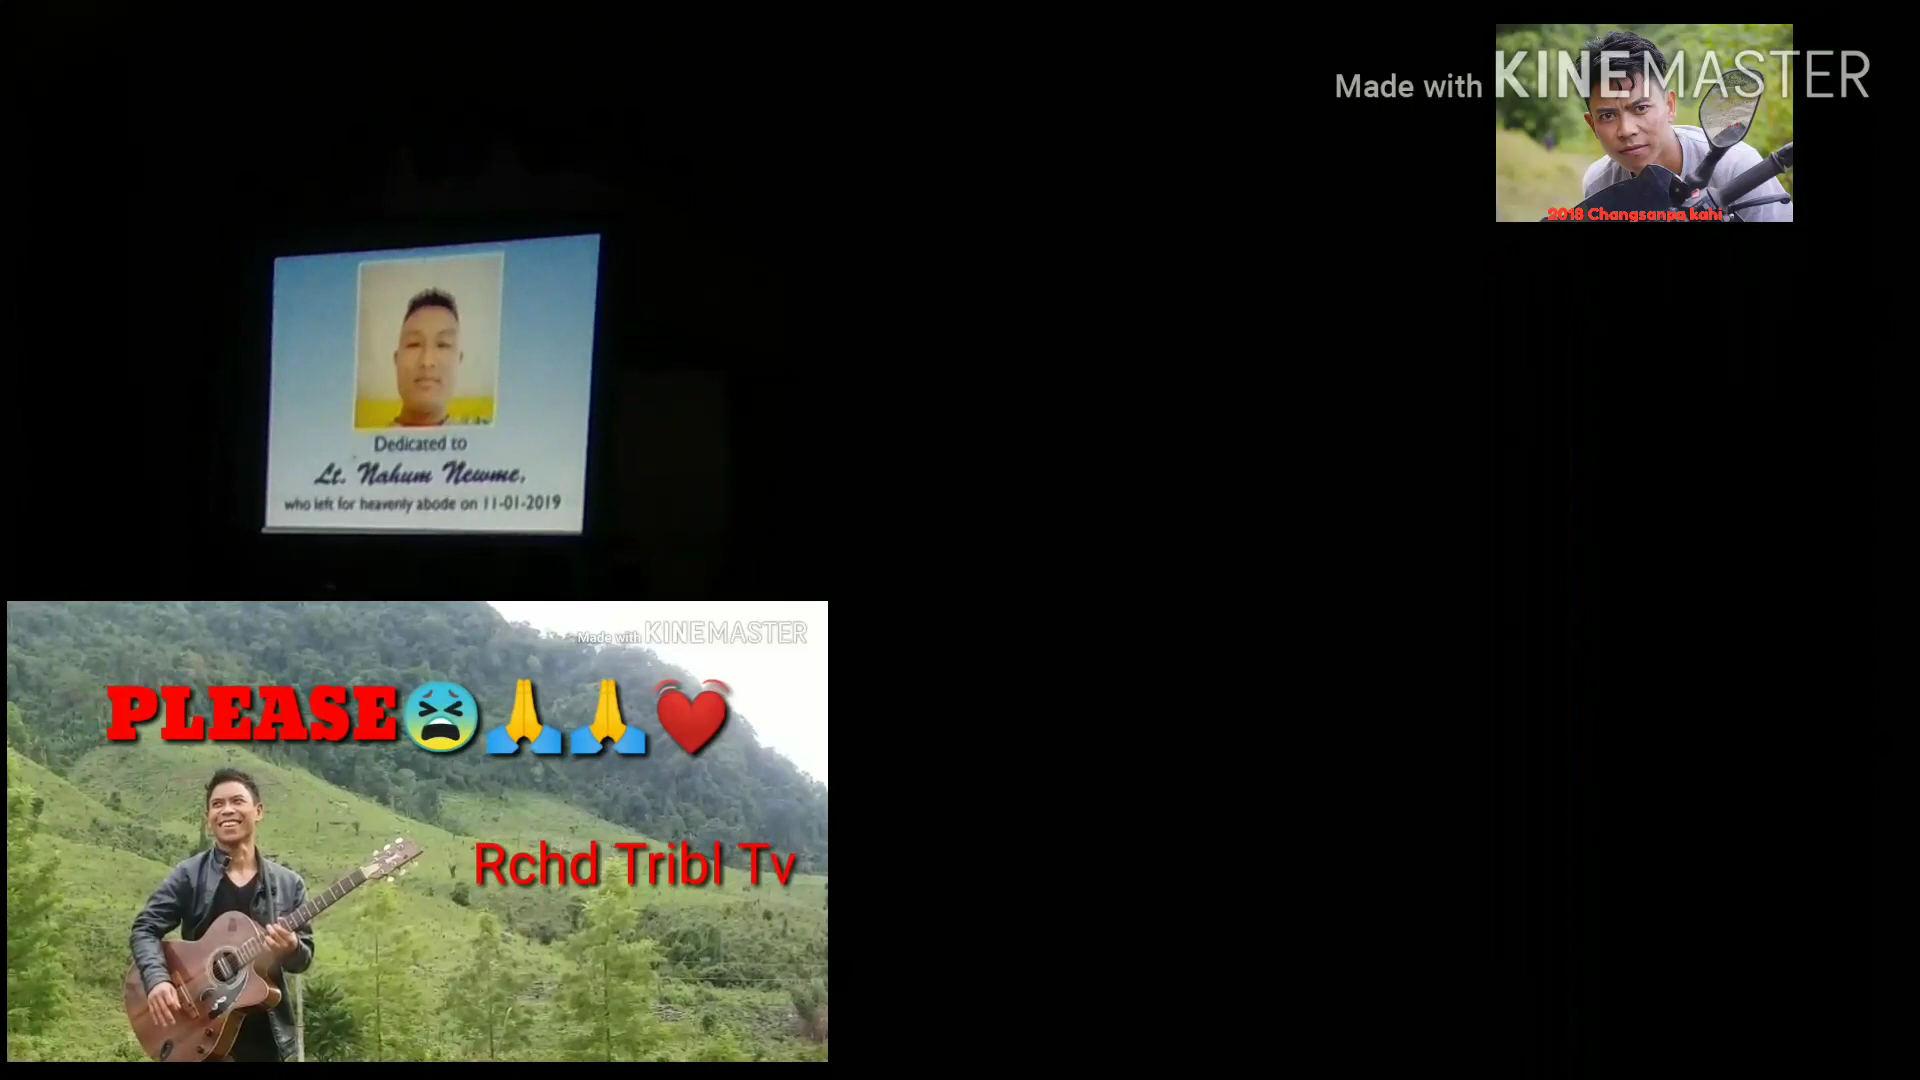 Made with KINEMASTER
2018 Changsanpa kahi
Dedicated to
Lt. Nahum Newme,
who left for heavenly abode on 11-01-2019
Made with KINEMASTER
PLEASE😫🙏🙏💓
Rchd Tribl Tv